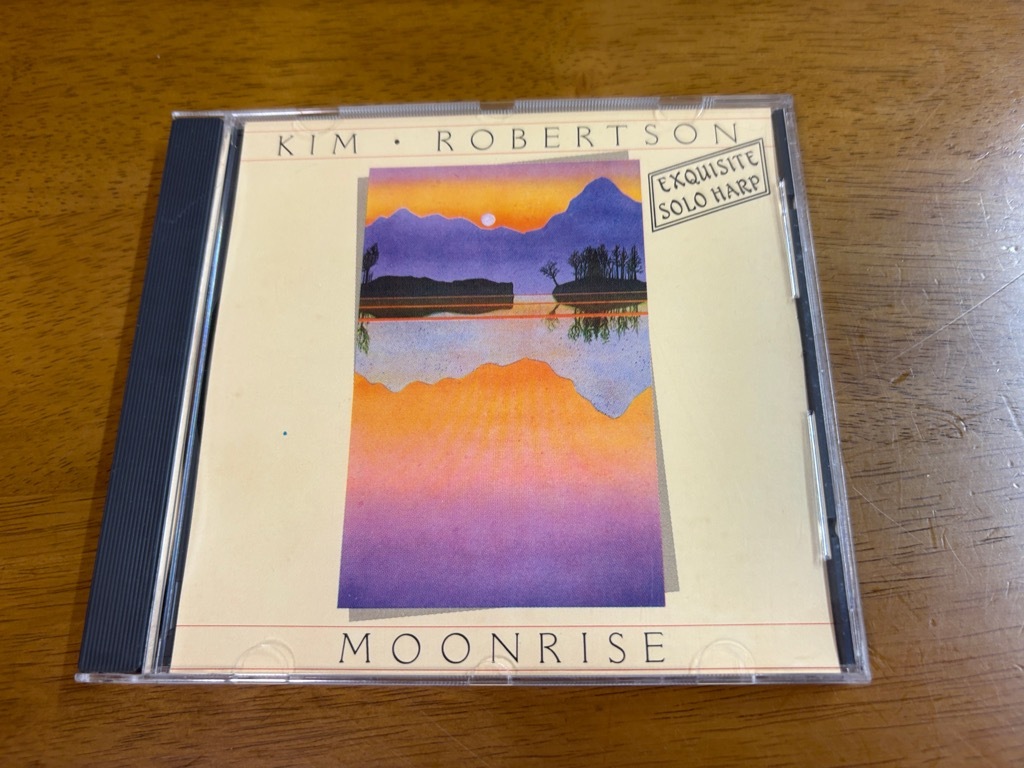 KIM · ROBERTSON
EXQUISITE
SOLO HARP
MOONRISE